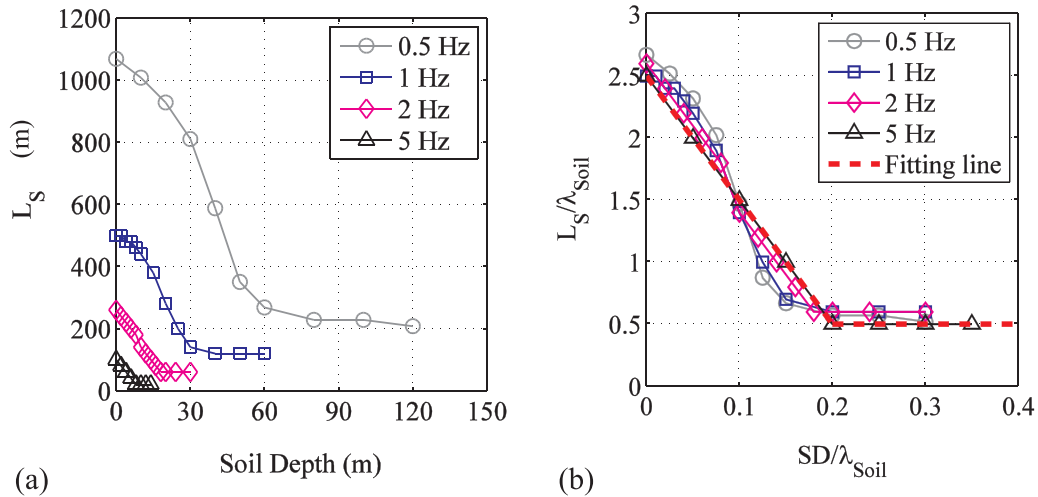 1200
1000
800
600
400
200
0
L_S (m)
0 30 60 90 120 150
Soil Depth (m)
0.5 Hz
1 Hz
2 Hz
5 Hz
(a)
3
2.5
2
1.5
1
0.5
0
L_S/λ_Soil
0 0.1 0.2 0.3 0.4
SD/λ_Soil
0.5 Hz
1 Hz
2 Hz
5 Hz
Fitting line
(b)